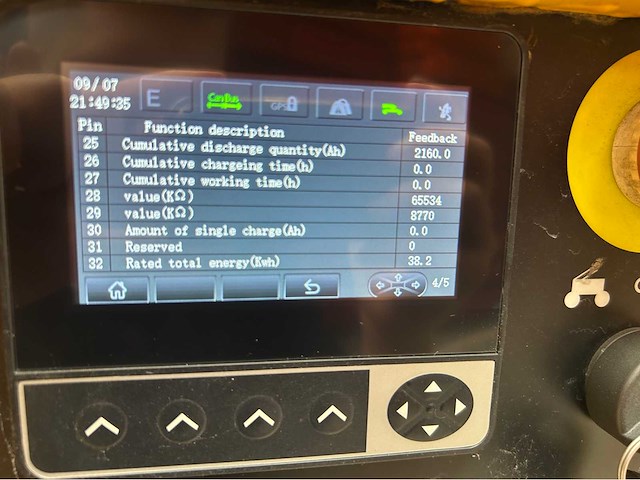 09/07
21:49:35
E
CanBus
GPS
Pin Function description Feedback
25 Cumulative discharge quantity(Ah) 2160.0
26 Cumulative chargeing time(h) 0.0
27 Cumulative working time(h) 0.0
28 value(KΩ) 65534
29 value(KΩ) 8770
30 Amount of single charge(Ah) 0.0
31 Reserved 0
32 Rated total energy(Kwh) 38.2
4/5